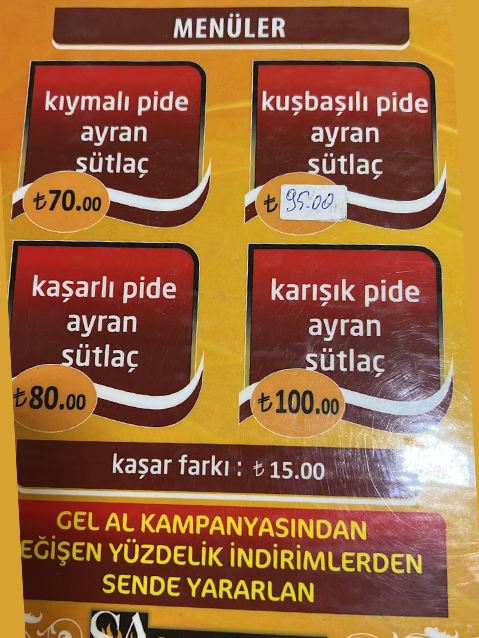 MENÜLER
kıymalı pide
ayran
sütlaç
₺70.00
kuşbaşılı pide
ayran
sütlaç
₺ 95.00
kaşarlı pide
ayran
sütlaç
₺80.00
karışık pide
ayran
sütlaç
₺100.00
kaşar farkı : ₺ 15.00
GEL AL KAMPANYASINDAN
EĞİŞEN YÜZDELİK İNDİRİMLERDEN
SENDE YARARLAN